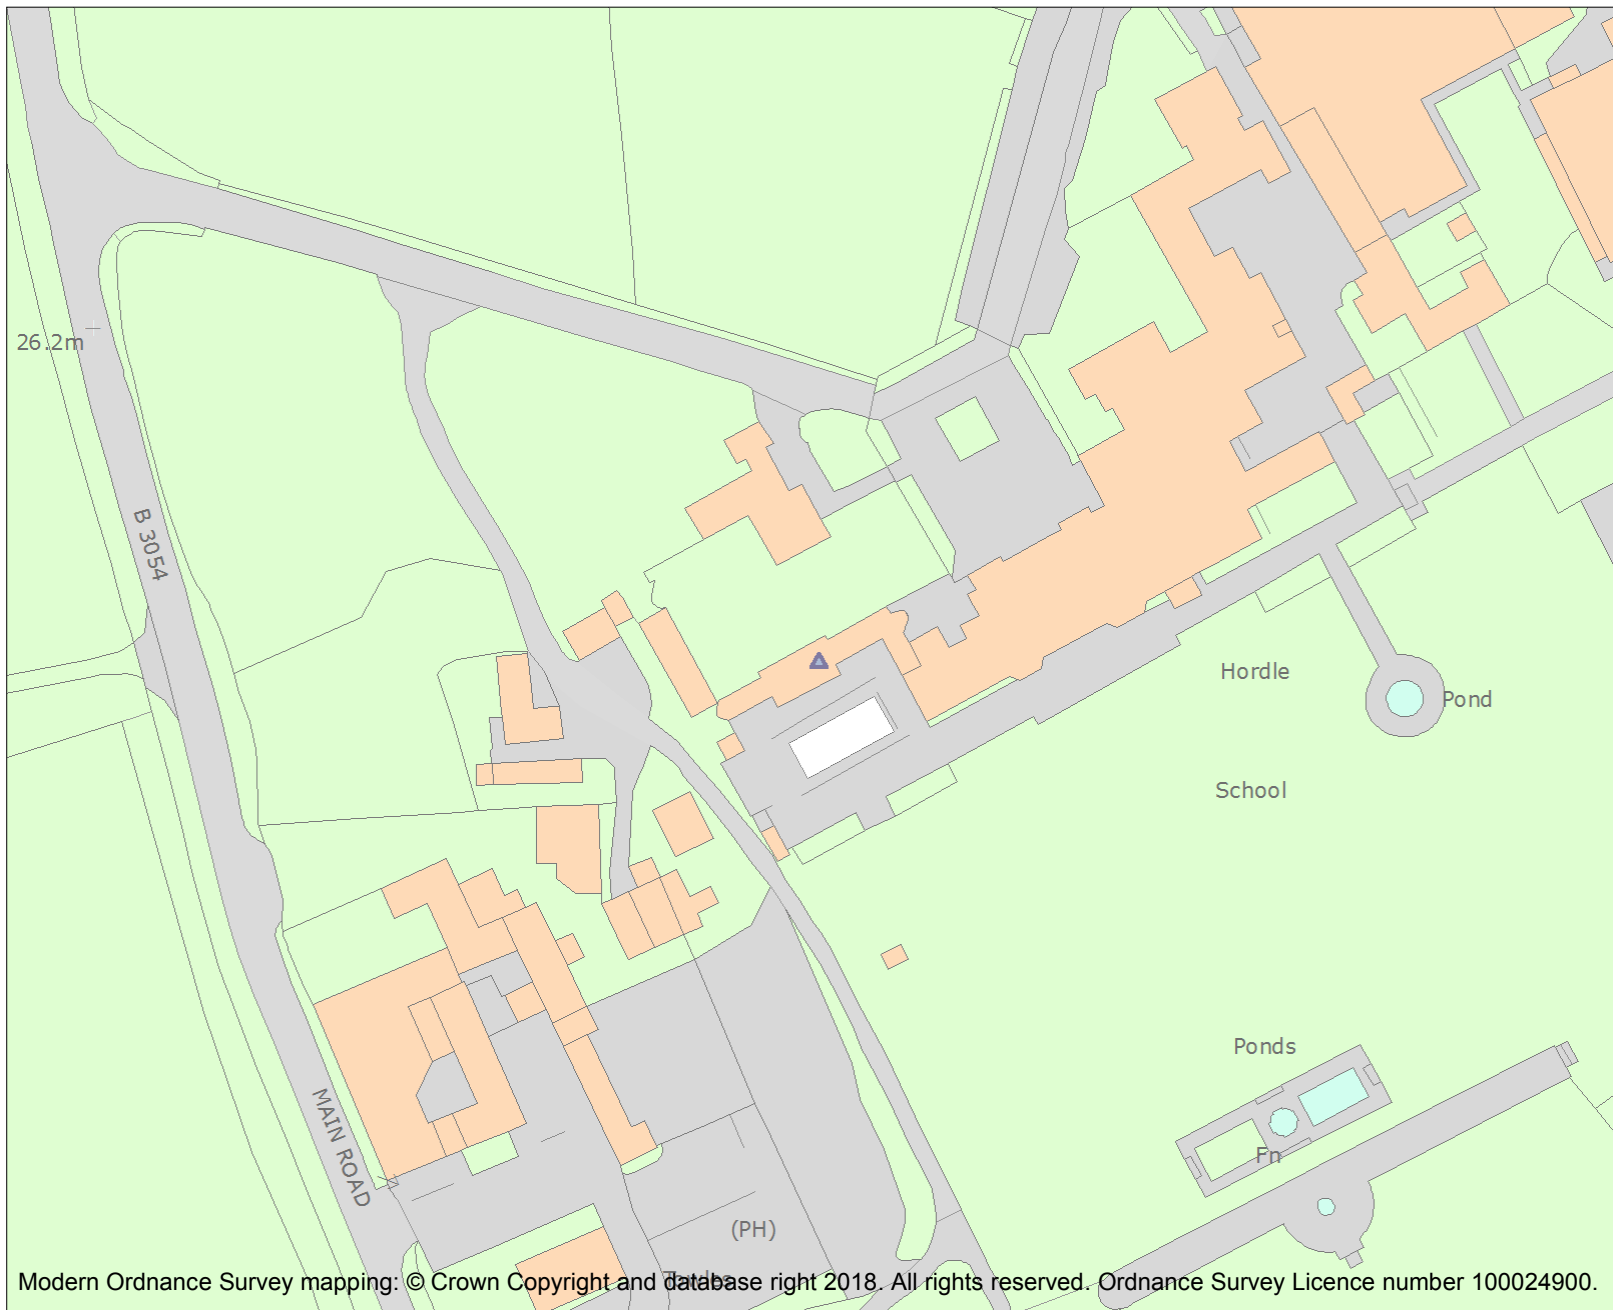 26.2m
B 3054
Hordle
Pond
School
Ponds
MAIN ROAD
Fn
(PH)
Modern Ordnance Survey mapping: © Crown Copyright and database right 2018. All rights reserved. Ordnance Survey Licence number 100024900.